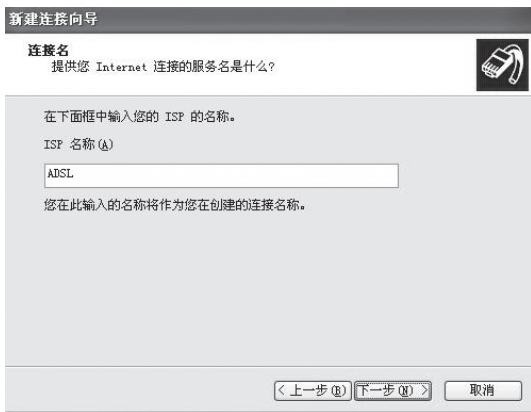 新建连接向导
连接名
提供您 Internet 连接的服务名是什么?
在下面框中输入您的 ISP 的名称。
ISP 名称(A)
ADSL
您在此输入的名称将作为您在创建的连接名称。
< 上一步(B) 下一步(N) > 取消